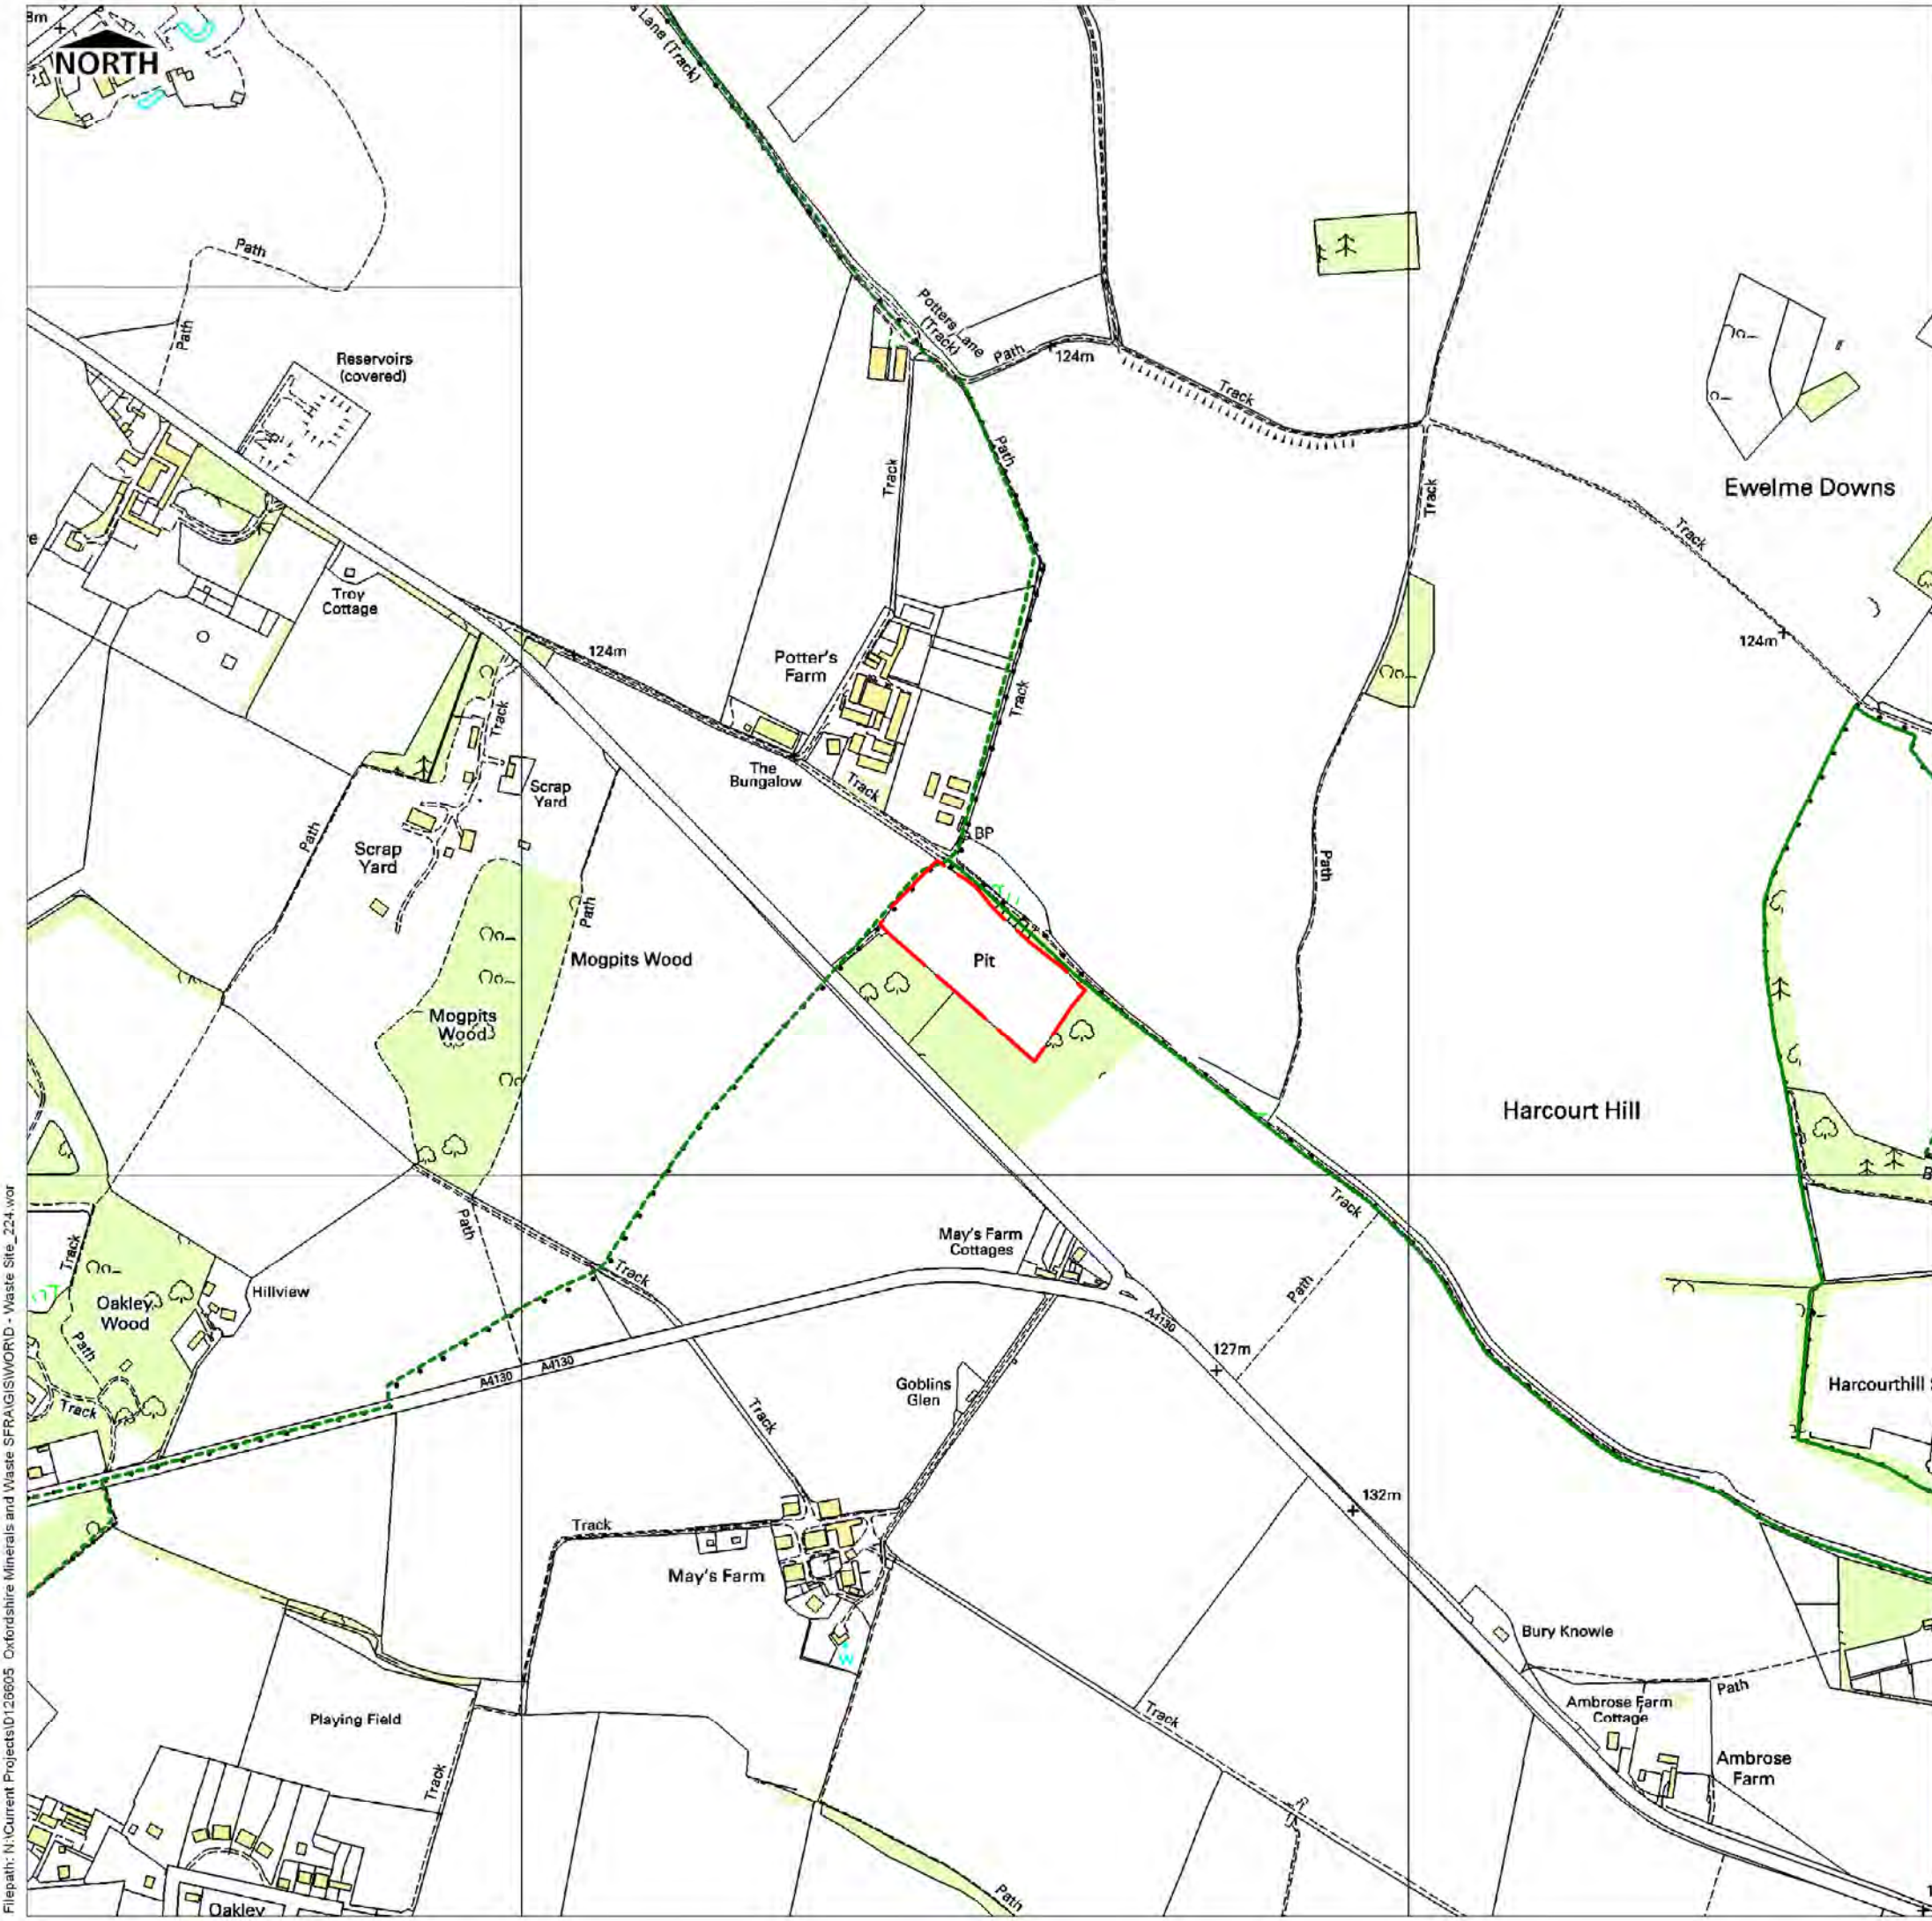 8m
NORTH
s Lane (Track)
Path
Path
Reservoirs
(covered)
Potters Lane
(Track)
Path
124m
Track
Track
Path
Track
Ewelme Downs
Track
Troy
Cottage
124m
124m
Potter's
Farm
Track
Track
The
Bungalow
Track
Scrap
Yard
Scrap
Yard
Path
BP
Path
Path
Mogpits Wood
Pit
Mogpits
Wood
Harcourt Hill
Track
Path
May's Farm
Cottages
Track
Track
Path
Hillview
Oakley
Wood
Path
Track
A4130
A4130
A4130
127m
Goblins
Glen
Harcourthill
Track
132m
Track
May's Farm
W
Bury Knowle
Path
Ambrose Farm
Cottage
Track
Playing Field
Ambrose
Farm
Track
Path
Oakley
Filepath: N:\Current Projects\D126605 Oxfordshire Minerals and Waste SFRA\GIS\WOR\D - Waste Site_224.wor